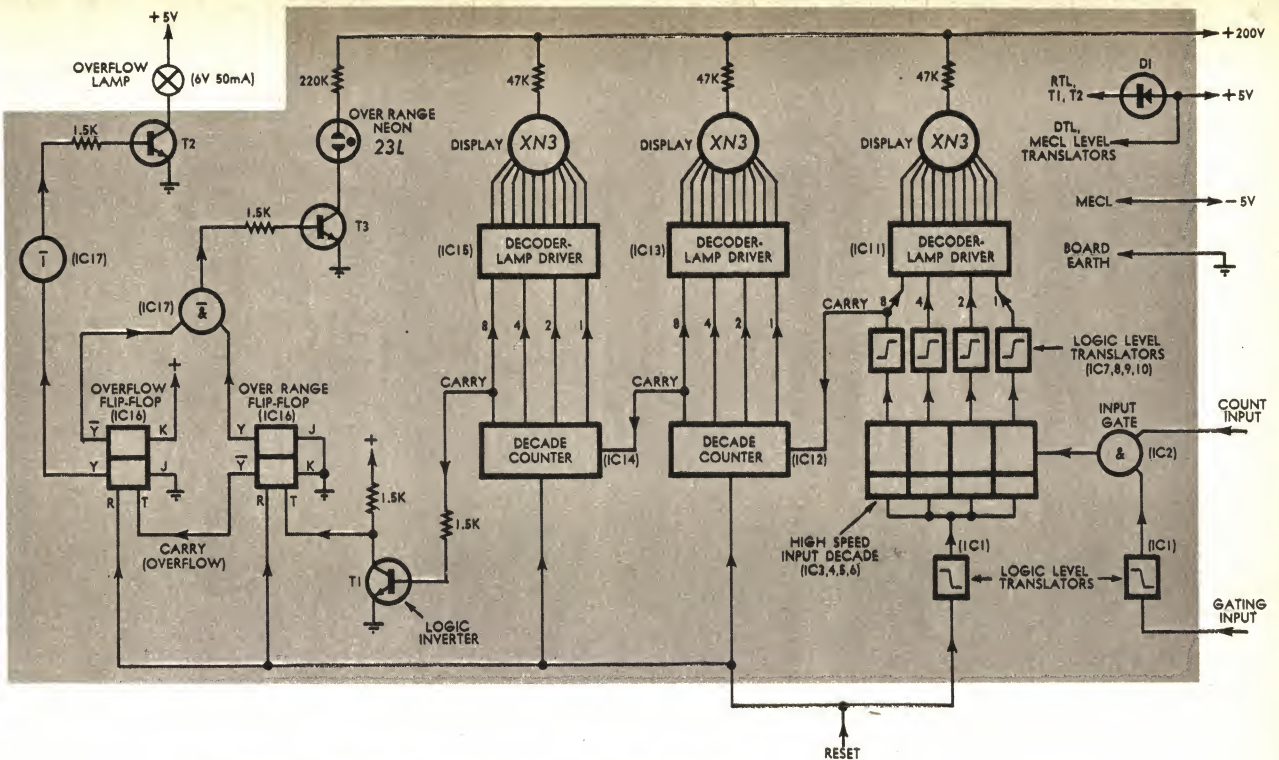 +5V
OVERFLOW
LAMP
(6V 50mA)
1.5K
T2
220K
OVER RANGE
NEON
23L
1.5K
T3
47K
DISPLAY
XN3
47K
DISPLAY
XN3
47K
DISPLAY
XN3
+200V
D1
RTL,
T1, T2
+5V
DTL,
MECL LEVEL
TRANSLATORS
MECL
-5V
BOARD
EARTH
(IC15)
DECODER-
LAMP DRIVER
(IC13)
DECODER-
LAMP DRIVER
(IC11)
DECODER-
LAMP DRIVER
I
(IC17)
(IC17)
&
8
4
2
1
8
4
2
1
CARRY
8
4
2
1
LOGIC LEVEL
TRANSLATORS
(IC7,8,9,10)
CARRY
CARRY
OVERFLOW
FLIP-FLOP
(IC16)
+
OVER RANGE
FLIP-FLOP
(IC16)
Y̅
K
Y
J
R
T
Y
J
Y̅
K
R
T
CARRY
(OVERFLOW)
+
1.5K
1.5K
T1
LOGIC
INVERTER
DECADE
COUNTER
(IC14)
DECADE
COUNTER
(IC12)
INPUT
GATE
&
(IC2)
COUNT
INPUT
HIGH SPEED
INPUT DECADE
(IC3,4,5,6)
(IC1)
LOGIC LEVEL
TRANSLATORS
(IC1)
GATING
INPUT
RESET